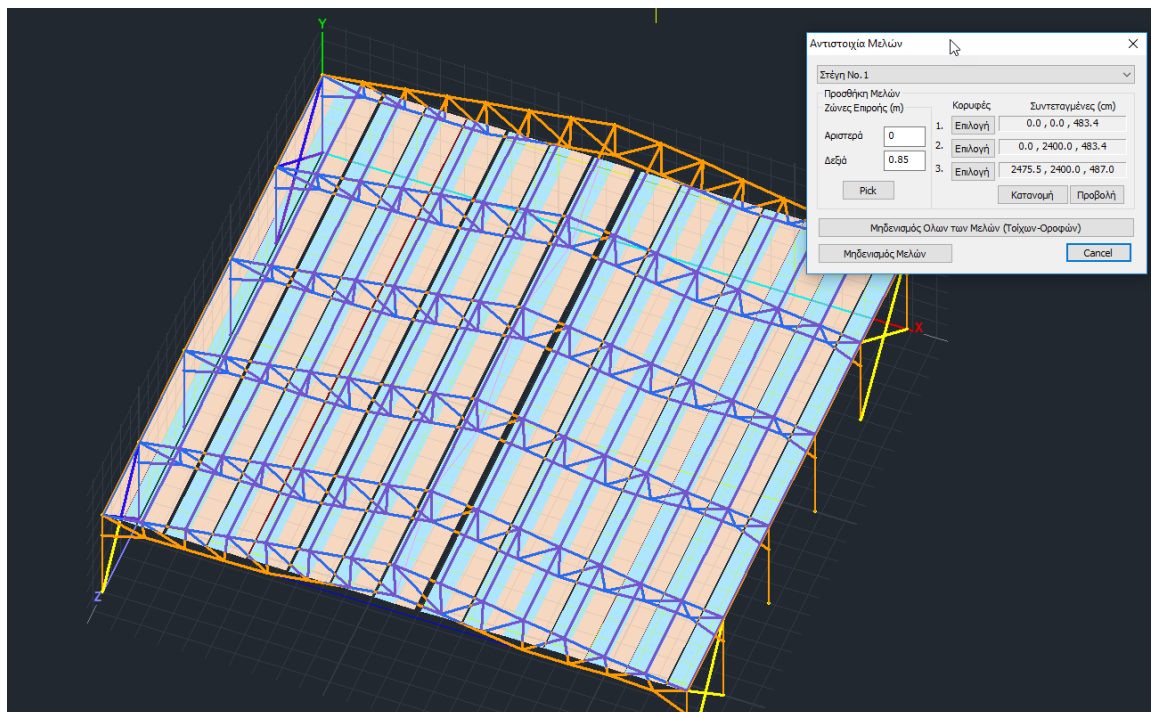 Y
X
Z
Αντιστοιχία Μελών
Στέγη No.1
Προσθήκη Μελών
Ζώνες Επιροής (m)
Κορυφές
Συντεταγμένες (cm)
Αριστερά
0
1.
Επιλογή
0.0 , 0.0 , 483.4
2.
Επιλογή
0.0 , 2400.0 , 483.4
Δεξιά
0.85
3.
Επιλογή
2475.5 , 2400.0 , 487.0
Pick
Κατανομή
Προβολή
Μηδενισμός Ολων των Μελών (Τοίχων-Οροφών)
Μηδενισμός Μελών
Cancel